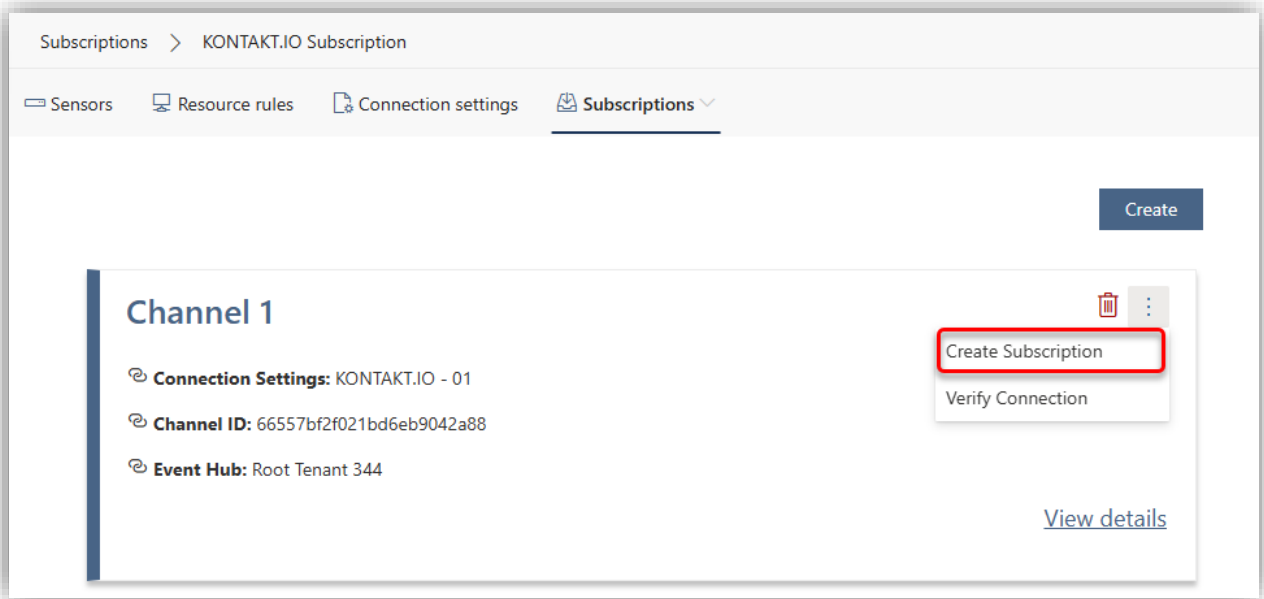 Subscriptions > KONTAKT.IO Subscription
Sensors Resource rules Connection settings Subscriptions
Create
Channel 1
Create Subscription
Connection Settings: KONTAKT.IO - 01
Verify Connection
Channel ID: 66557bf2f021bd6eb9042a88
Event Hub: Root Tenant 344
View details